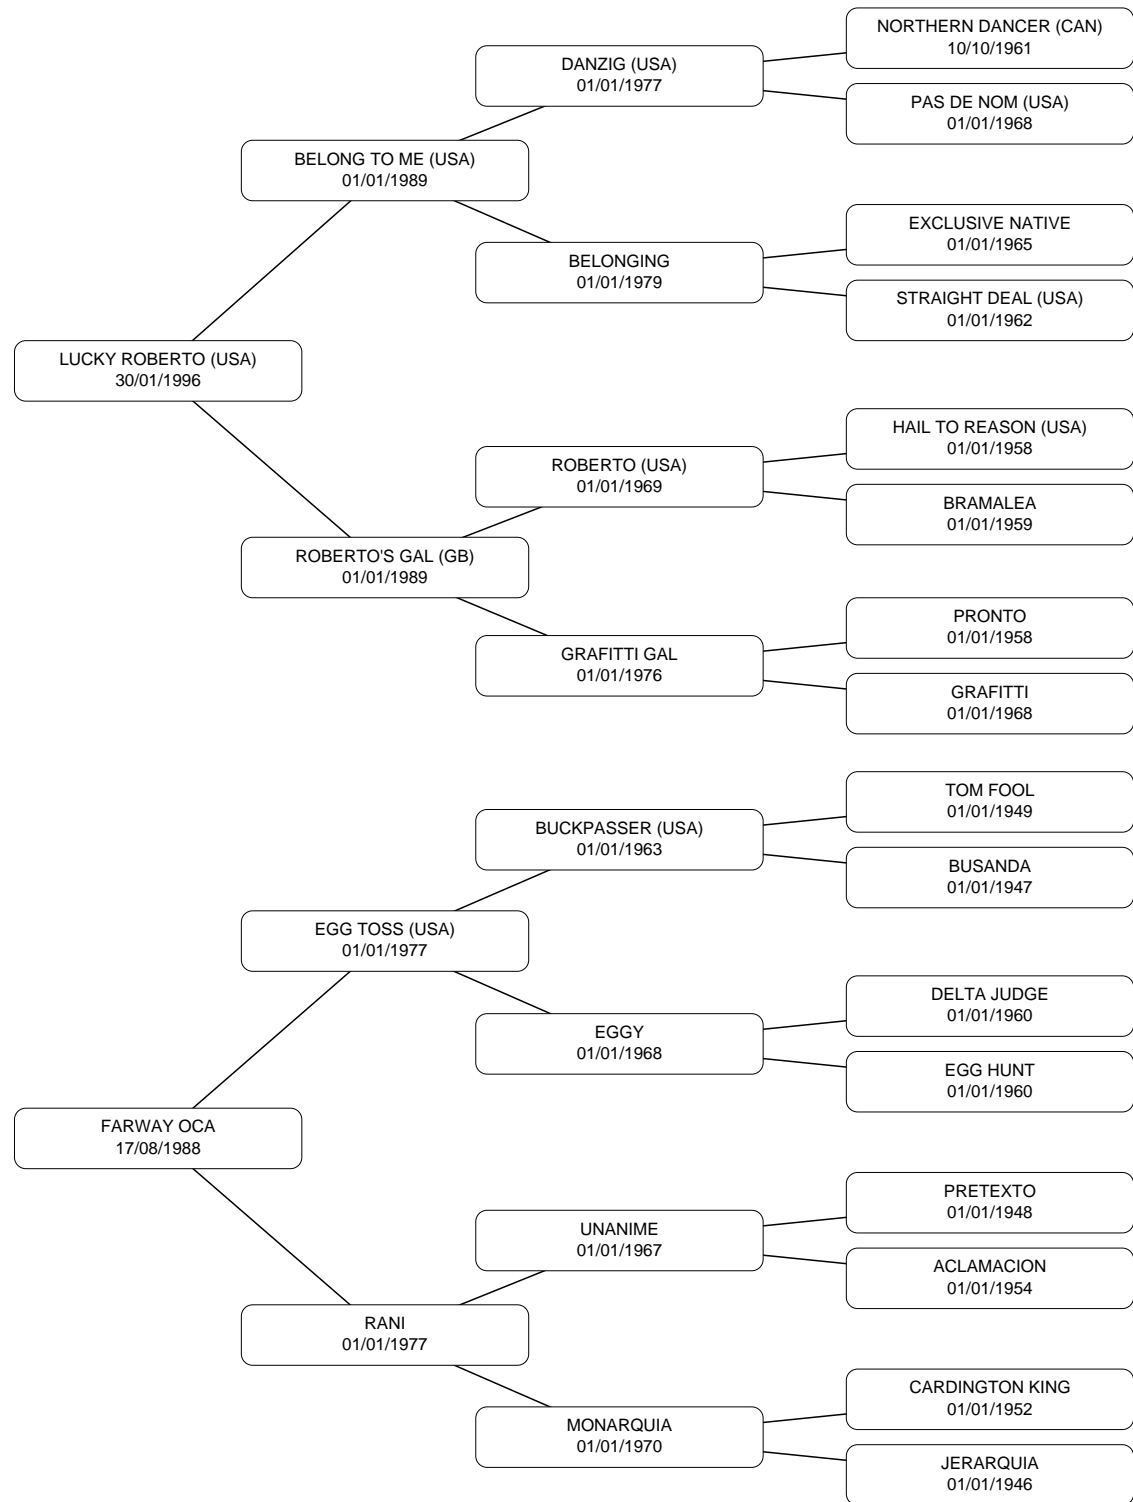 NORTHERN DANCER (CAN)
10/10/1961
DANZIG (USA)
01/01/1977
PAS DE NOM (USA)
01/01/1968
BELONG TO ME (USA)
01/01/1989
EXCLUSIVE NATIVE
01/01/1965
BELONGING
01/01/1979
STRAIGHT DEAL (USA)
01/01/1962
LUCKY ROBERTO (USA)
30/01/1996
HAIL TO REASON (USA)
01/01/1958
ROBERTO (USA)
01/01/1969
BRAMALEA
01/01/1959
ROBERTO'S GAL (GB)
01/01/1989
PRONTO
01/01/1958
GRAFITTI GAL
01/01/1976
GRAFITTI
01/01/1968
TOM FOOL
01/01/1949
BUCKPASSER (USA)
01/01/1963
BUSANDA
01/01/1947
EGG TOSS (USA)
01/01/1977
DELTA JUDGE
01/01/1960
EGGY
01/01/1968
EGG HUNT
01/01/1960
FARWAY OCA
17/08/1988
PRETEXTO
01/01/1948
UNANIME
01/01/1967
ACLAMACION
01/01/1954
RANI
01/01/1977
CARDINGTON KING
01/01/1952
MONARQUIA
01/01/1970
JERARQUIA
01/01/1946